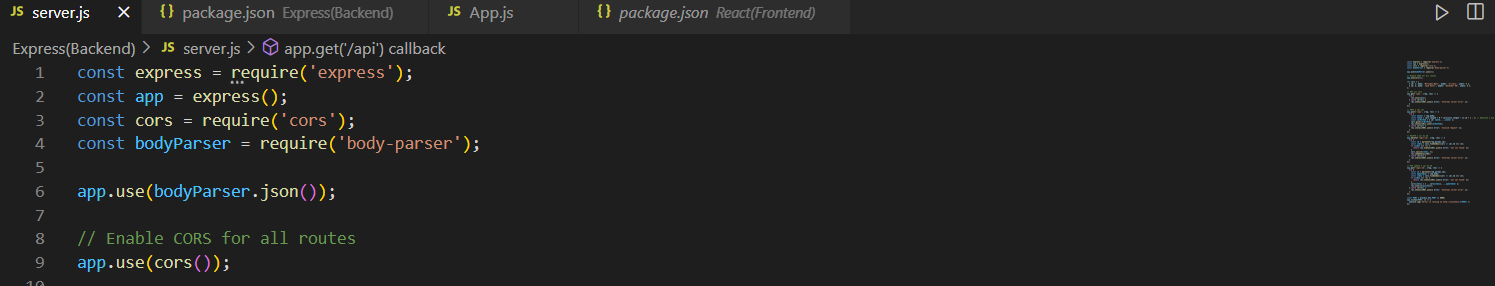 JS server.js × {} package.json Express(Backend) JS App.js {} package.json React(Frontend)
Express(Backend) > JS server.js > app.get('/api') callback
1 const express = require('express');
2 const app = express();
3 const cors = require('cors');
4 const bodyParser = require('body-parser');
5
6 app.use(bodyParser.json());
7
8 // Enable CORS for all routes
9 app.use(cors());
10